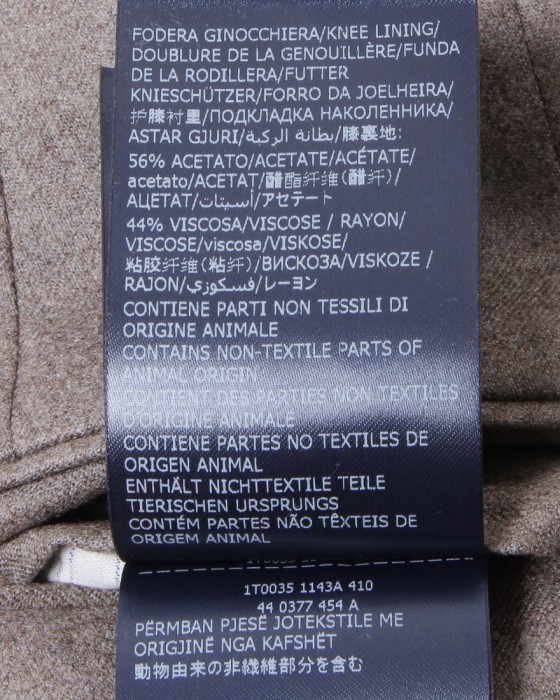 FODERA GINOCCHIERA/KNEE LINING/
DOUBLURE DE LA GENOUILLÈRE/FUNDA
DE LA RODILLERA/FUTTER
KNIESCHÜTZER/FORRO DA JOELHEIRA/
护膝衬里/ПОДКЛАДКА НАКОЛЕННИКА/
ASTAR GJURI/بطانة الركبة/膝裏地:
56% ACETATO/ACETATE/ACÉTATE/
acetato/ACETAT/醋酯纤维(醋纤)/
АЦЕТАТ/أسيتات/アセテート
44% VISCOSA/VISCOSE / RAYON/
VISCOSE/viscosa/VISKOSE/
粘胶纤维(粘纤)/ВИСКОЗА/VISKOZE /
RAJON/فسكوزي/レーヨン
CONTIENE PARTI NON TESSILI DI
ORIGINE ANIMALE
CONTAINS NON-TEXTILE PARTS OF
ANIMAL ORIGIN
CONTIENT DES PARTIES NON TEXTILES
D'ORIGINE ANIMALE
CONTIENE PARTES NO TEXTILES DE
ORIGEN ANIMAL
ENTHÄLT NICHTTEXTILE TEILE
TIERISCHEN URSPRUNGS
CONTÉM PARTES NÃO TÊXTEIS DE
ORIGEM ANIMAL
1T0035 1143A 410
44 0377 454 A
PËRMBAN PJESË JOTEKSTILE ME
ORIGJINË NGA KAFSHËT
動物由来の非繊維部分を含む